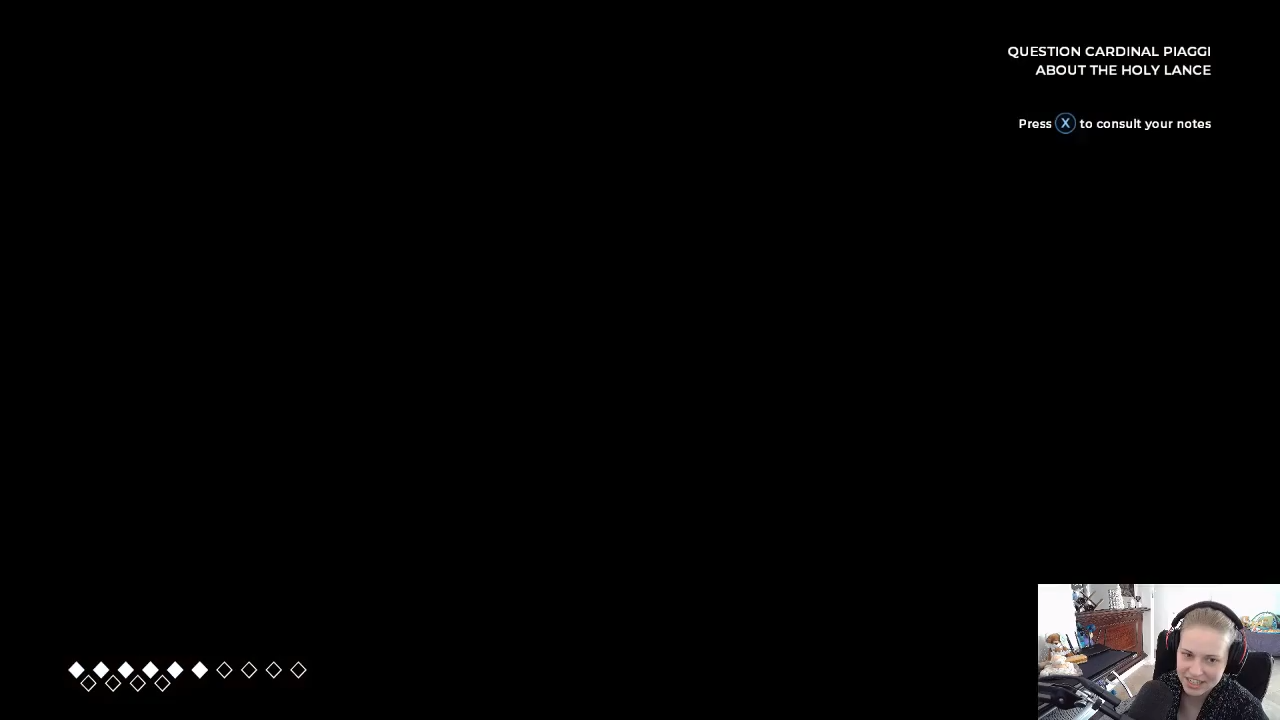 QUESTION CARDINAL PIAGGI
ABOUT THE HOLY LANCE
Press X to consult your notes